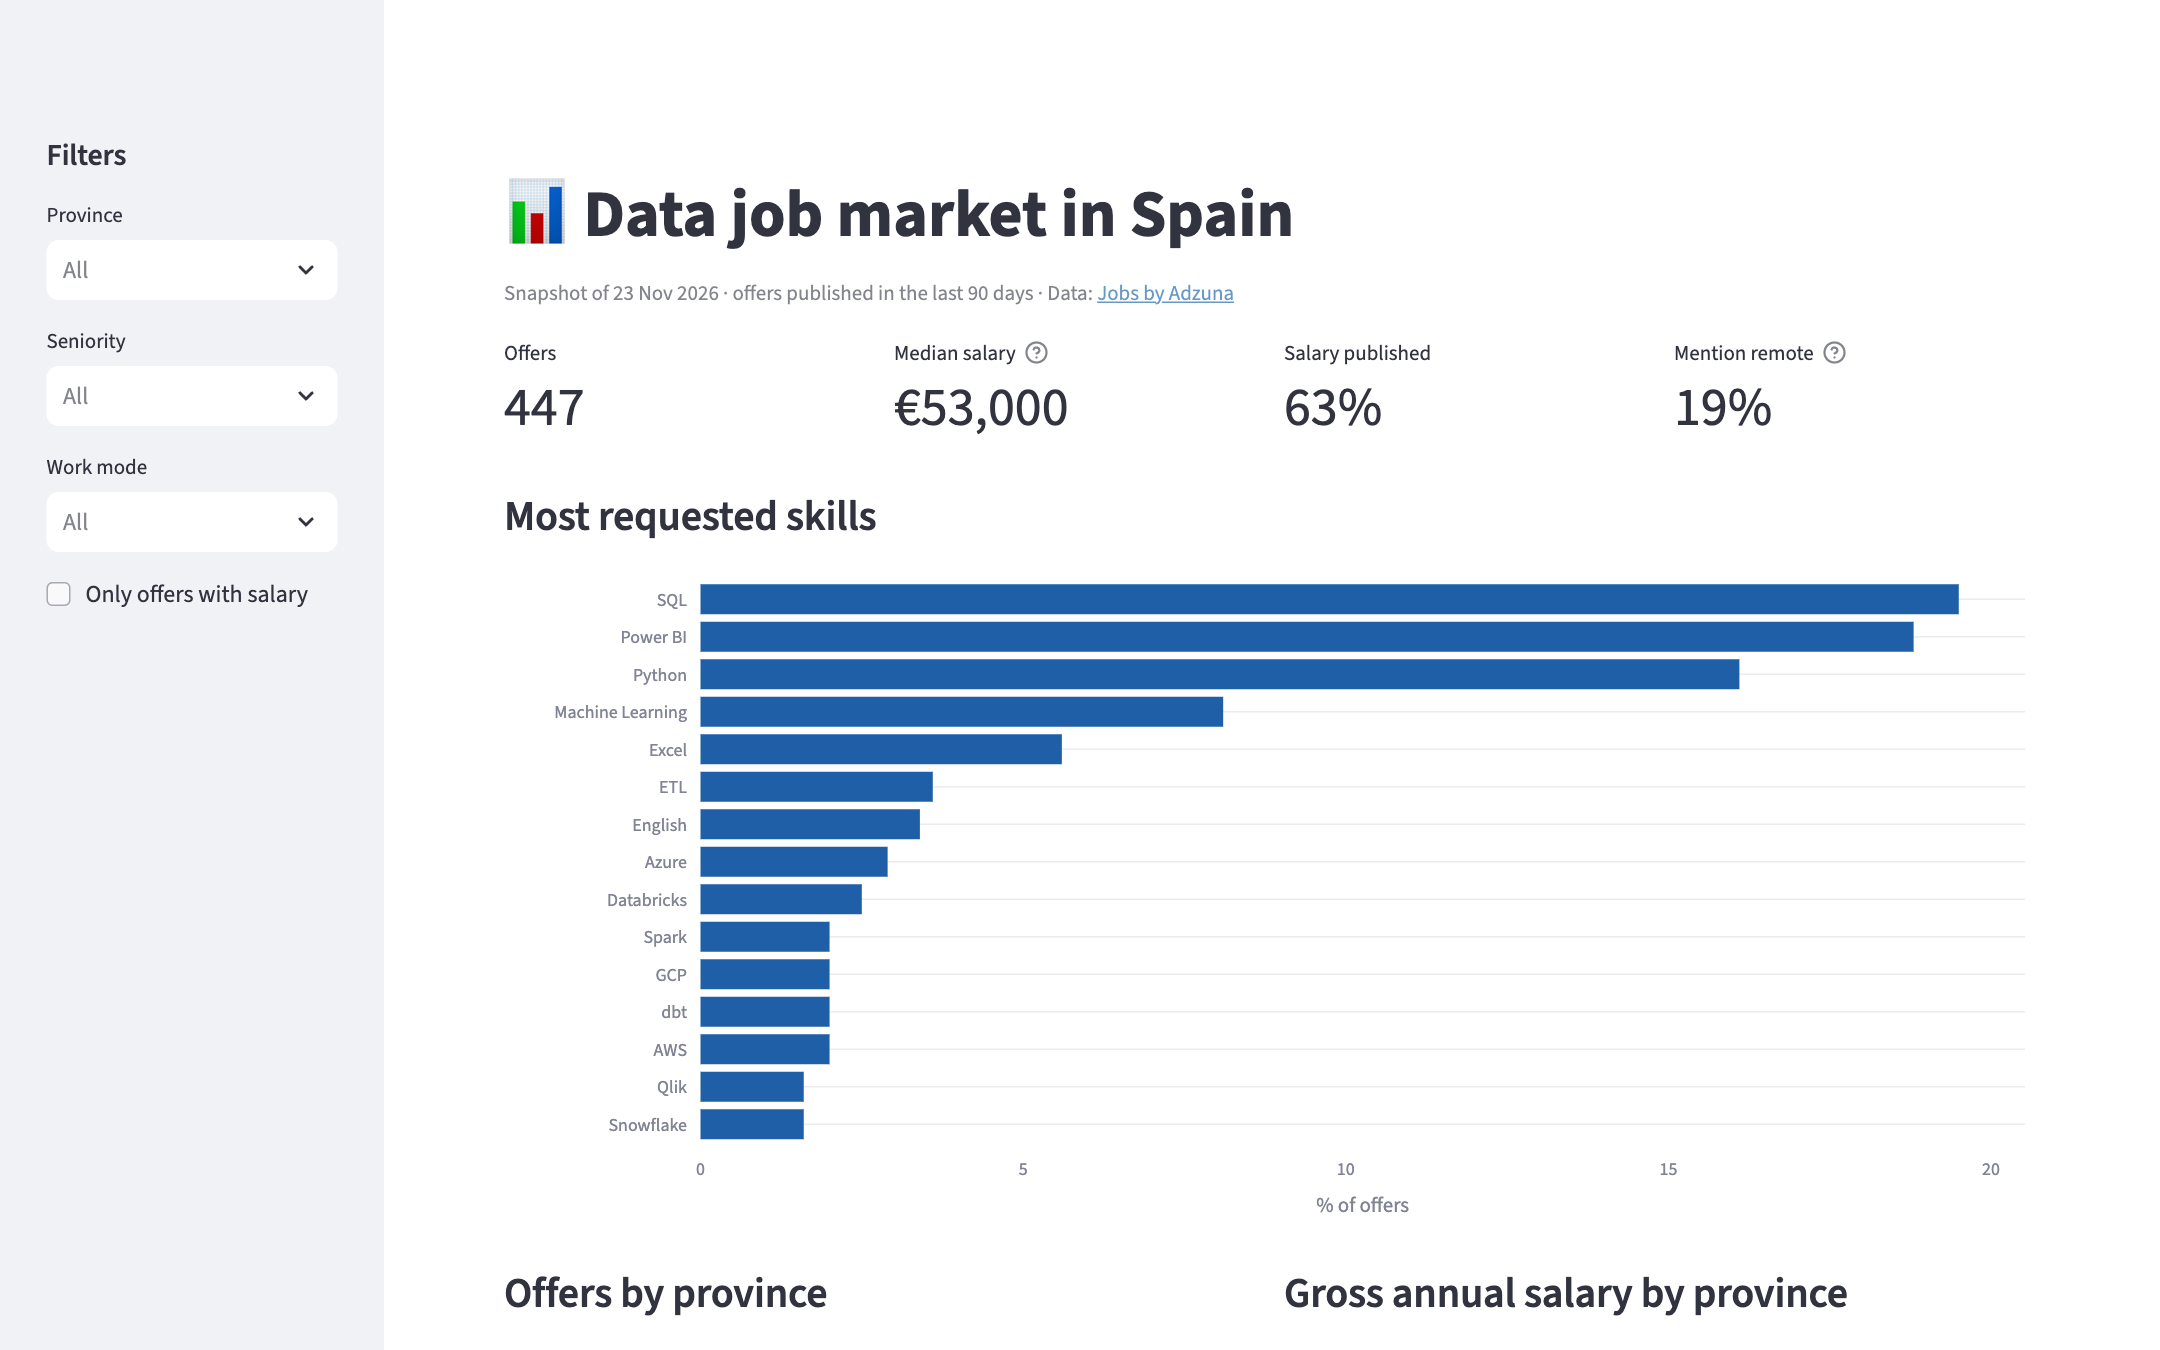 Filters
Province
All
Seniority
All
Work mode
All
Only offers with salary
Data job market in Spain
Snapshot of 23 Nov 2026 · offers published in the last 90 days · Data: Jobs by Adzuna
Offers
447
Median salary ?
€53,000
Salary published
63%
Mention remote ?
19%
Most requested skills
SQL
Power BI
Python
Machine Learning
Excel
ETL
English
Azure
Databricks
Spark
GCP
dbt
AWS
Qlik
Snowflake
0 5 10 15 20
% of offers
Offers by province
Gross annual salary by province